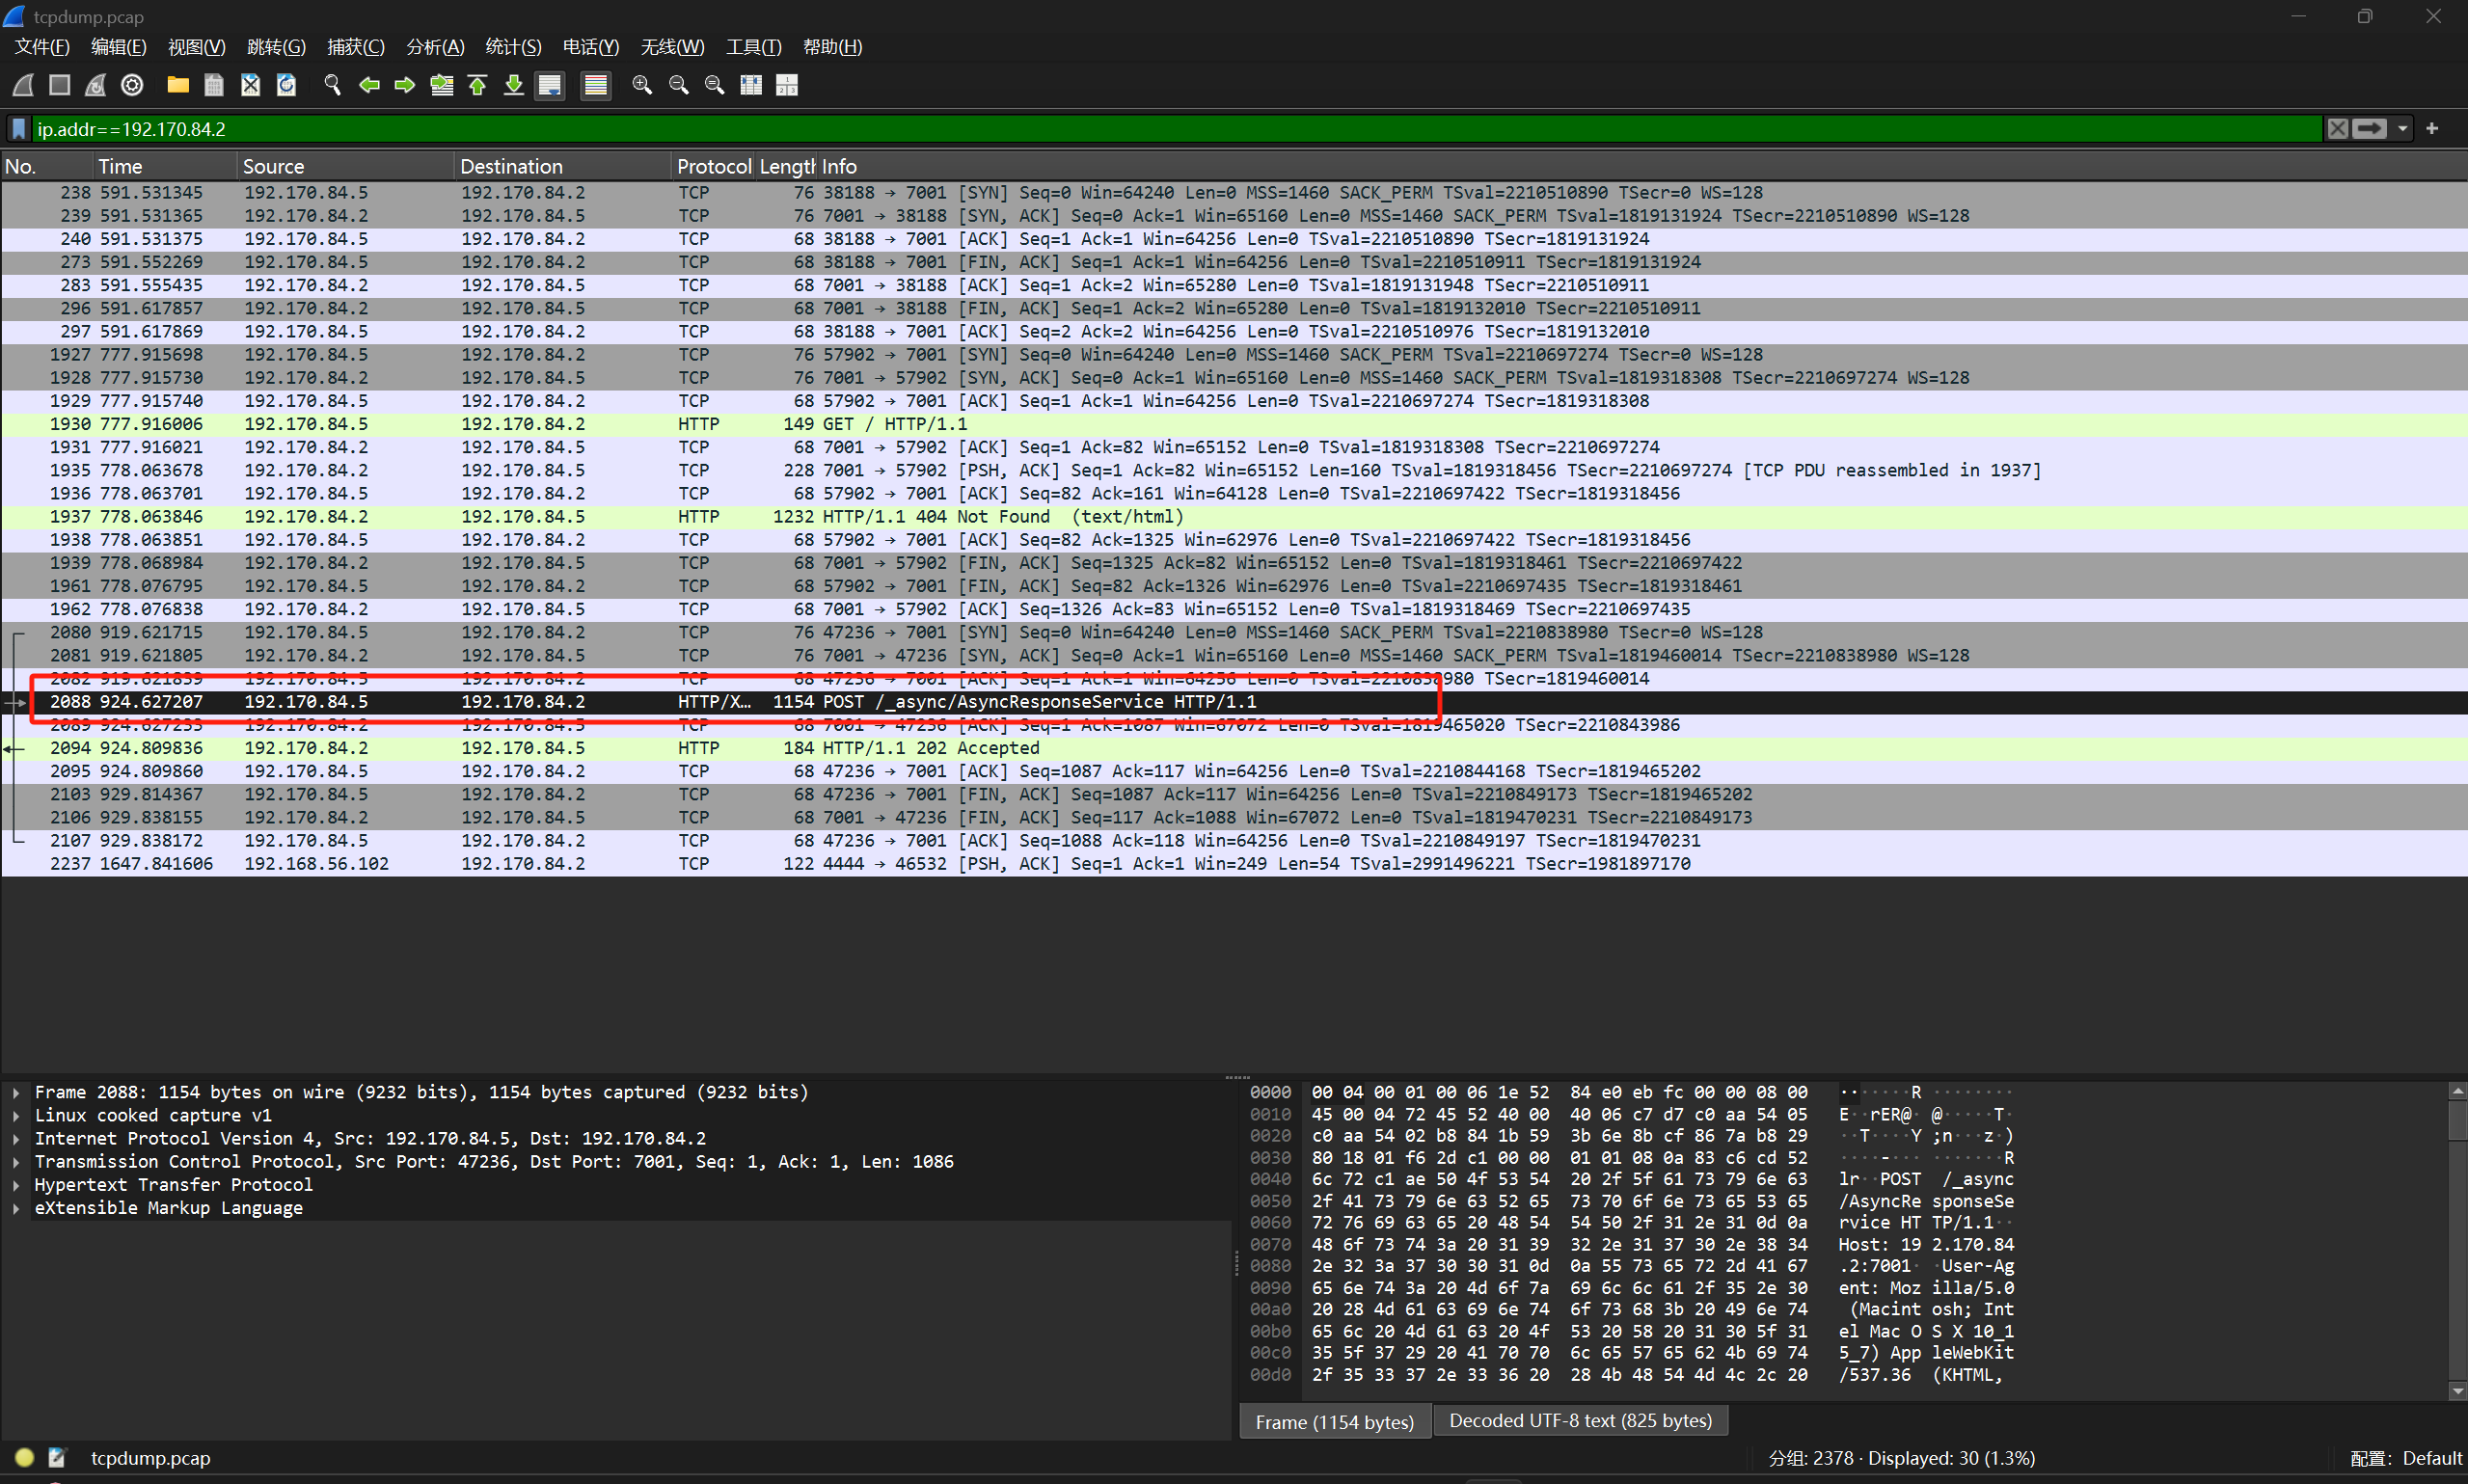 tcpdump.pcap
文件(F) 编辑(E) 视图(V) 跳转(G) 捕获(C) 分析(A) 统计(S) 电话(Y) 无线(W) 工具(T) 帮助(H)
ip.addr==192.170.84.2
No. Time Source Destination Protocol Length Info
238 591.531345 192.170.84.5 192.170.84.2 TCP 76 38188 → 7001 [SYN] Seq=0 Win=64240 Len=0 MSS=1460 SACK_PERM TSval=2210510890 TSecr=0 WS=128
239 591.531365 192.170.84.2 192.170.84.5 TCP 76 7001 → 38188 [SYN, ACK] Seq=0 Ack=1 Win=65160 Len=0 MSS=1460 SACK_PERM TSval=1819131924 TSecr=2210510890 WS=128
240 591.531375 192.170.84.5 192.170.84.2 TCP 68 38188 → 7001 [ACK] Seq=1 Ack=1 Win=64256 Len=0 TSval=2210510890 TSecr=1819131924
273 591.552269 192.170.84.5 192.170.84.2 TCP 68 38188 → 7001 [FIN, ACK] Seq=1 Ack=1 Win=64256 Len=0 TSval=2210510911 TSecr=1819131924
283 591.555435 192.170.84.2 192.170.84.5 TCP 68 7001 → 38188 [ACK] Seq=1 Ack=2 Win=65280 Len=0 TSval=1819131948 TSecr=2210510911
296 591.617857 192.170.84.2 192.170.84.5 TCP 68 7001 → 38188 [FIN, ACK] Seq=1 Ack=2 Win=65280 Len=0 TSval=1819132010 TSecr=2210510911
297 591.617869 192.170.84.5 192.170.84.2 TCP 68 38188 → 7001 [ACK] Seq=2 Ack=2 Win=64256 Len=0 TSval=2210510976 TSecr=1819132010
1927 777.915698 192.170.84.5 192.170.84.2 TCP 76 57902 → 7001 [SYN] Seq=0 Win=64240 Len=0 MSS=1460 SACK_PERM TSval=2210697274 TSecr=0 WS=128
1928 777.915730 192.170.84.2 192.170.84.5 TCP 76 7001 → 57902 [SYN, ACK] Seq=0 Ack=1 Win=65160 Len=0 MSS=1460 SACK_PERM TSval=1819318308 TSecr=2210697274 WS=128
1929 777.915740 192.170.84.5 192.170.84.2 TCP 68 57902 → 7001 [ACK] Seq=1 Ack=1 Win=64256 Len=0 TSval=2210697274 TSecr=1819318308
1930 777.916006 192.170.84.5 192.170.84.2 HTTP 149 GET / HTTP/1.1
1931 777.916021 192.170.84.2 192.170.84.5 TCP 68 7001 → 57902 [ACK] Seq=1 Ack=82 Win=65152 Len=0 TSval=1819318308 TSecr=2210697274
1935 778.063678 192.170.84.2 192.170.84.5 TCP 228 7001 → 57902 [PSH, ACK] Seq=1 Ack=82 Win=65152 Len=160 TSval=1819318456 TSecr=2210697274 [TCP PDU reassembled in 1937]
1936 778.063701 192.170.84.5 192.170.84.2 TCP 68 57902 → 7001 [ACK] Seq=82 Ack=161 Win=64128 Len=0 TSval=2210697422 TSecr=1819318456
1937 778.063846 192.170.84.2 192.170.84.5 HTTP 1232 HTTP/1.1 404 Not Found (text/html)
1938 778.063851 192.170.84.5 192.170.84.2 TCP 68 57902 → 7001 [ACK] Seq=82 Ack=1325 Win=62976 Len=0 TSval=2210697422 TSecr=1819318456
1939 778.068984 192.170.84.2 192.170.84.5 TCP 68 7001 → 57902 [FIN, ACK] Seq=1325 Ack=82 Win=65152 Len=0 TSval=1819318461 TSecr=2210697422
1961 778.076795 192.170.84.5 192.170.84.2 TCP 68 57902 → 7001 [FIN, ACK] Seq=82 Ack=1326 Win=62976 Len=0 TSval=2210697435 TSecr=1819318461
1962 778.076838 192.170.84.2 192.170.84.5 TCP 68 7001 → 57902 [ACK] Seq=1326 Ack=83 Win=65152 Len=0 TSval=1819318469 TSecr=2210697435
2080 919.621715 192.170.84.5 192.170.84.2 TCP 76 47236 → 7001 [SYN] Seq=0 Win=64240 Len=0 MSS=1460 SACK_PERM TSval=2210838980 TSecr=0 WS=128
2081 919.621805 192.170.84.2 192.170.84.5 TCP 76 7001 → 47236 [SYN, ACK] Seq=0 Ack=1 Win=65160 Len=0 MSS=1460 SACK_PERM TSval=1819460014 TSecr=2210838980 WS=128
2082 919.621839 192.170.84.5 192.170.84.2 TCP 68 47236 → 7001 [ACK] Seq=1 Ack=1 Win=64256 Len=0 TSval=2210838980 TSecr=1819460014
2088 924.627207 192.170.84.5 192.170.84.2 HTTP/X… 1154 POST /_async/AsyncResponseService HTTP/1.1
2089 924.627233 192.170.84.2 192.170.84.5 TCP 68 7001 → 47236 [ACK] Seq=1 Ack=1087 Win=67072 Len=0 TSval=1819465020 TSecr=2210843986
2094 924.809836 192.170.84.2 192.170.84.5 HTTP 184 HTTP/1.1 202 Accepted
2095 924.809860 192.170.84.5 192.170.84.2 TCP 68 47236 → 7001 [ACK] Seq=1087 Ack=117 Win=64256 Len=0 TSval=2210844168 TSecr=1819465202
2103 929.814367 192.170.84.5 192.170.84.2 TCP 68 47236 → 7001 [FIN, ACK] Seq=1087 Ack=117 Win=64256 Len=0 TSval=2210849173 TSecr=1819465202
2106 929.838155 192.170.84.2 192.170.84.5 TCP 68 7001 → 47236 [FIN, ACK] Seq=117 Ack=1088 Win=67072 Len=0 TSval=1819470231 TSecr=2210849173
2107 929.838172 192.170.84.5 192.170.84.2 TCP 68 47236 → 7001 [ACK] Seq=1088 Ack=118 Win=64256 Len=0 TSval=2210849197 TSecr=1819470231
2237 1647.841606 192.168.56.102 192.170.84.2 TCP 122 4444 → 46532 [PSH, ACK] Seq=1 Ack=1 Win=249 Len=54 TSval=2991496221 TSecr=1981897170
Frame 2088: 1154 bytes on wire (9232 bits), 1154 bytes captured (9232 bits)
Linux cooked capture v1
Internet Protocol Version 4, Src: 192.170.84.5, Dst: 192.170.84.2
Transmission Control Protocol, Src Port: 47236, Dst Port: 7001, Seq: 1, Ack: 1, Len: 1086
Hypertext Transfer Protocol
eXtensible Markup Language
0000 00 04 00 01 00 06 1e 52 84 e0 eb fc 00 00 08 00 ·······R ········
0010 45 00 04 72 45 52 40 00 40 06 c7 d7 c0 aa 54 05 E··rER@· @·····T·
0020 c0 aa 54 02 b8 84 1b 59 3b 6e 8b cf 86 7a b8 29 ··T····Y ;n···z·)
0030 80 18 01 f6 2d c1 00 00 01 01 08 0a 83 c6 cd 52 ····-··· ·······R
0040 6c 72 c1 ae 50 4f 53 54 20 2f 5f 61 73 79 6e 63 lr··POST /_async
0050 2f 41 73 79 6e 63 52 65 73 70 6f 6e 73 65 53 65 /AsyncRe sponseSe
0060 72 76 69 63 65 20 48 54 54 50 2f 31 2e 31 0d 0a rvice HT TP/1.1··
0070 48 6f 73 74 3a 20 31 39 32 2e 31 37 30 2e 38 34 Host: 19 2.170.84
0080 2e 32 3a 37 30 30 31 0d 0a 55 73 65 72 2d 41 67 .2:7001· ·User-Ag
0090 65 6e 74 3a 20 4d 6f 7a 69 6c 6c 61 2f 35 2e 30 ent: Moz illa/5.0
00a0 20 28 4d 61 63 69 6e 74 6f 73 68 3b 20 49 6e 74 (Macint osh; Int
00b0 65 6c 20 4d 61 63 20 4f 53 20 58 20 31 30 5f 31 el Mac O S X 10_1
00c0 35 5f 37 29 20 41 70 70 6c 65 57 65 62 4b 69 74 5_7) App leWebKit
00d0 2f 35 33 37 2e 33 36 20 28 4b 48 54 4d 4c 2c 20 /537.36 (KHTML,
Frame (1154 bytes) Decoded UTF-8 text (825 bytes)
tcpdump.pcap 分组: 2378 · Displayed: 30 (1.3%) 配置: Default